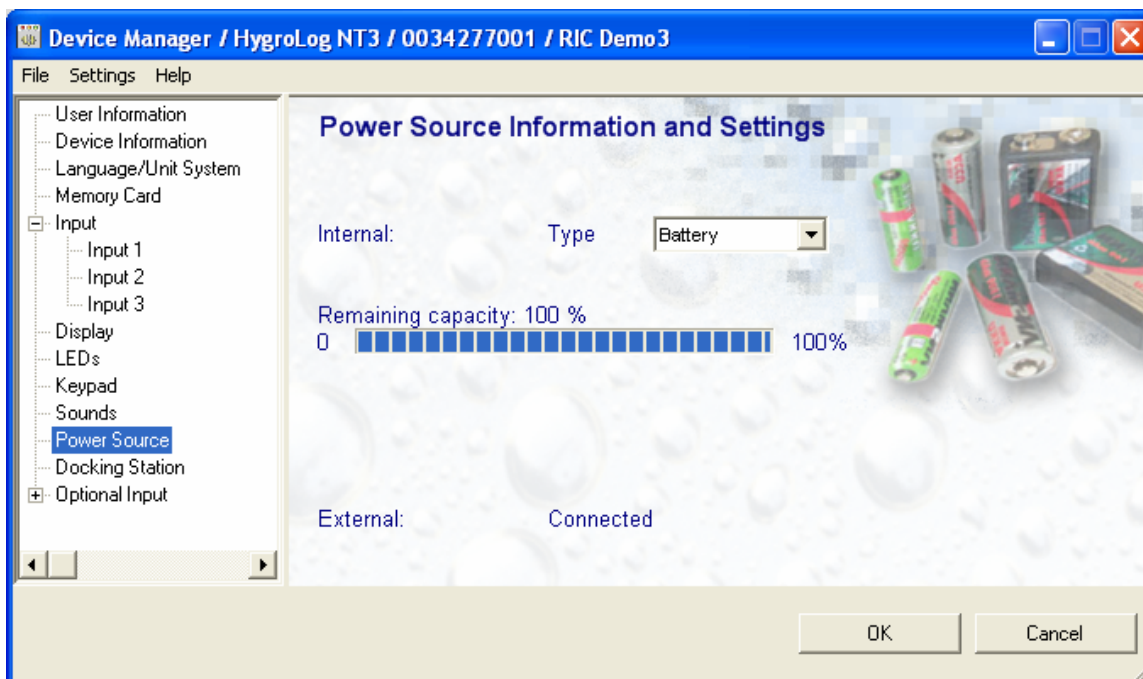 Device Manager / HygroLog NT3 / 0034277001 / RIC Demo3
File Settings Help
User Information
Device Information
Language/Unit System
Memory Card
Input
Input 1
Input 2
Input 3
Display
LEDs
Keypad
Sounds
Power Source
Docking Station
Optional Input
Power Source Information and Settings
Internal: Type Battery
Remaining capacity: 100 %
0 100%
External: Connected
OK Cancel